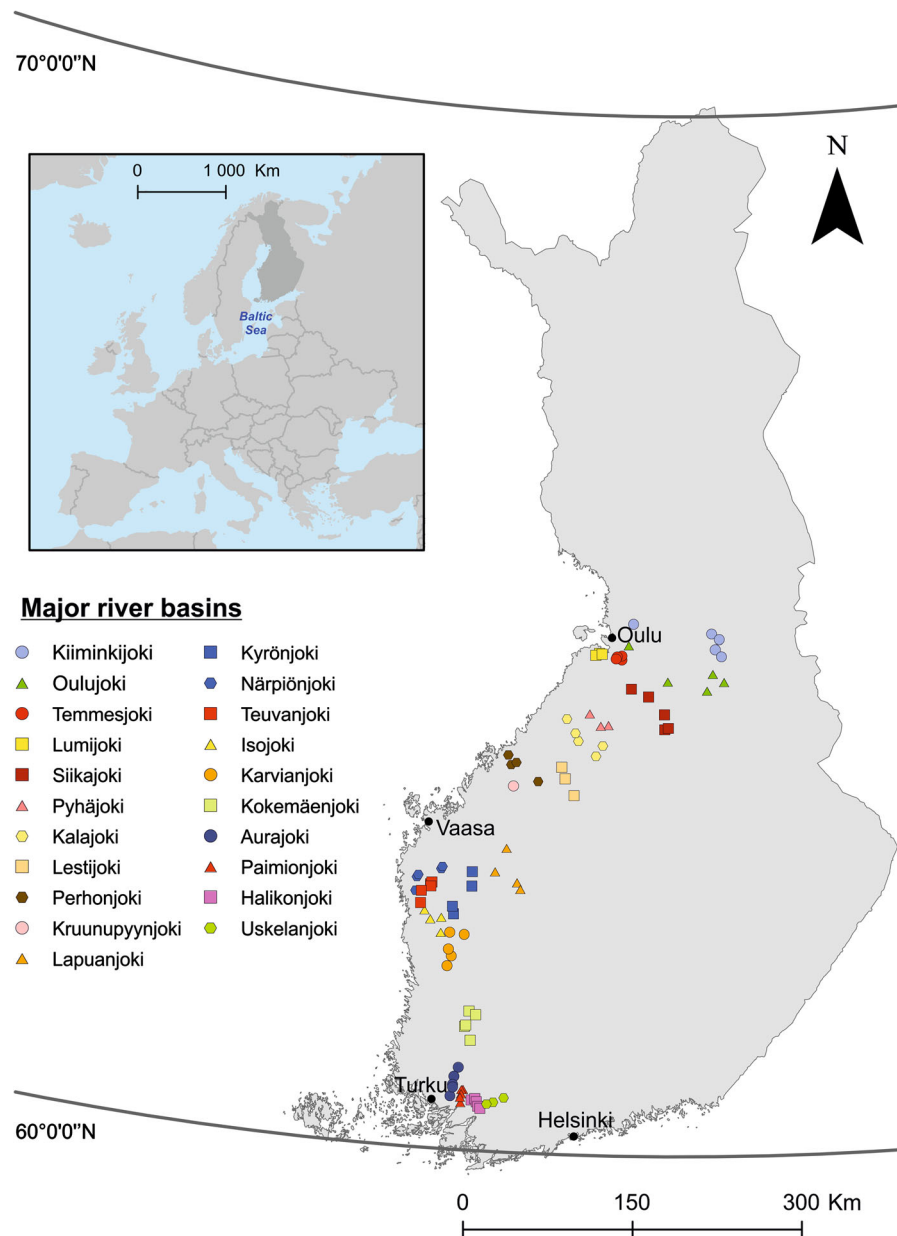 70°0'0"N
N
0 1 000 Km
Baltic
Sea
Major river basins
Kiiminkijoki
Oulujoki
Temmesjoki
Lumijoki
Siikajoki
Pyhäjoki
Kalajoki
Lestijoki
Perhonjoki
Kruunupyynjoki
Lapuanjoki
Kyrönjoki
Närpiönjoki
Teuvanjoki
Isojoki
Karvianjoki
Kokemäenjoki
Aurajoki
Paimionjoki
Halikonjoki
Uskelanjoki
Oulu
Vaasa
Turku
Helsinki
60°0'0"N
0 150 300 Km